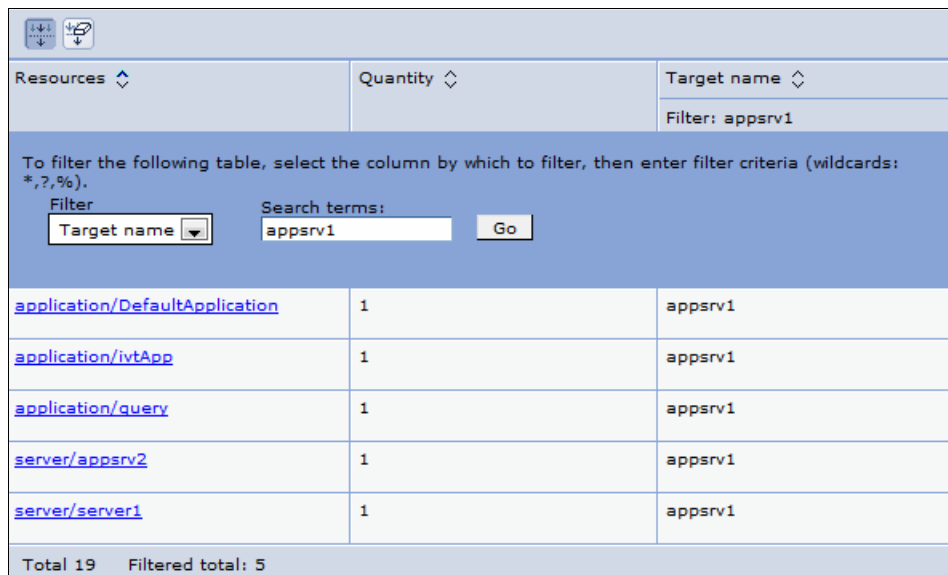 Resources Quantity Target name
Filter: appsrv1
To filter the following table, select the column by which to filter, then enter filter criteria (wildcards:
*,?,%).
Filter Search terms:
Target name appsrv1 Go
application/DefaultApplication 1 appsrv1
application/ivtApp 1 appsrv1
application/query 1 appsrv1
server/appsrv2 1 appsrv1
server/server1 1 appsrv1
Total 19 Filtered total: 5